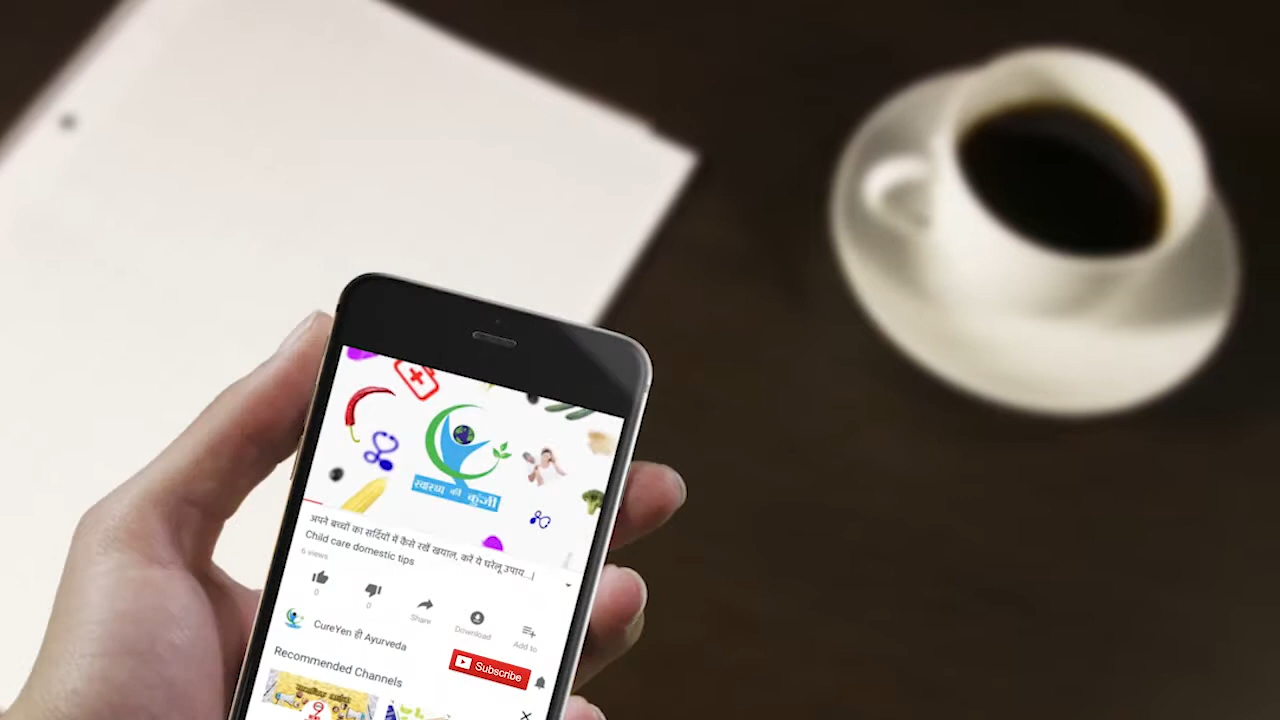 स्वास्थ्य की कुंजी
अपने बच्चों का सर्दियों में कैसे रखें खयाल, करें ये घरेलू उपाय...|
Child care domestic tips
6 views
0
0
Share
Download
Add to
CureYen ही Ayurveda
Subscribe
Recommended Channels